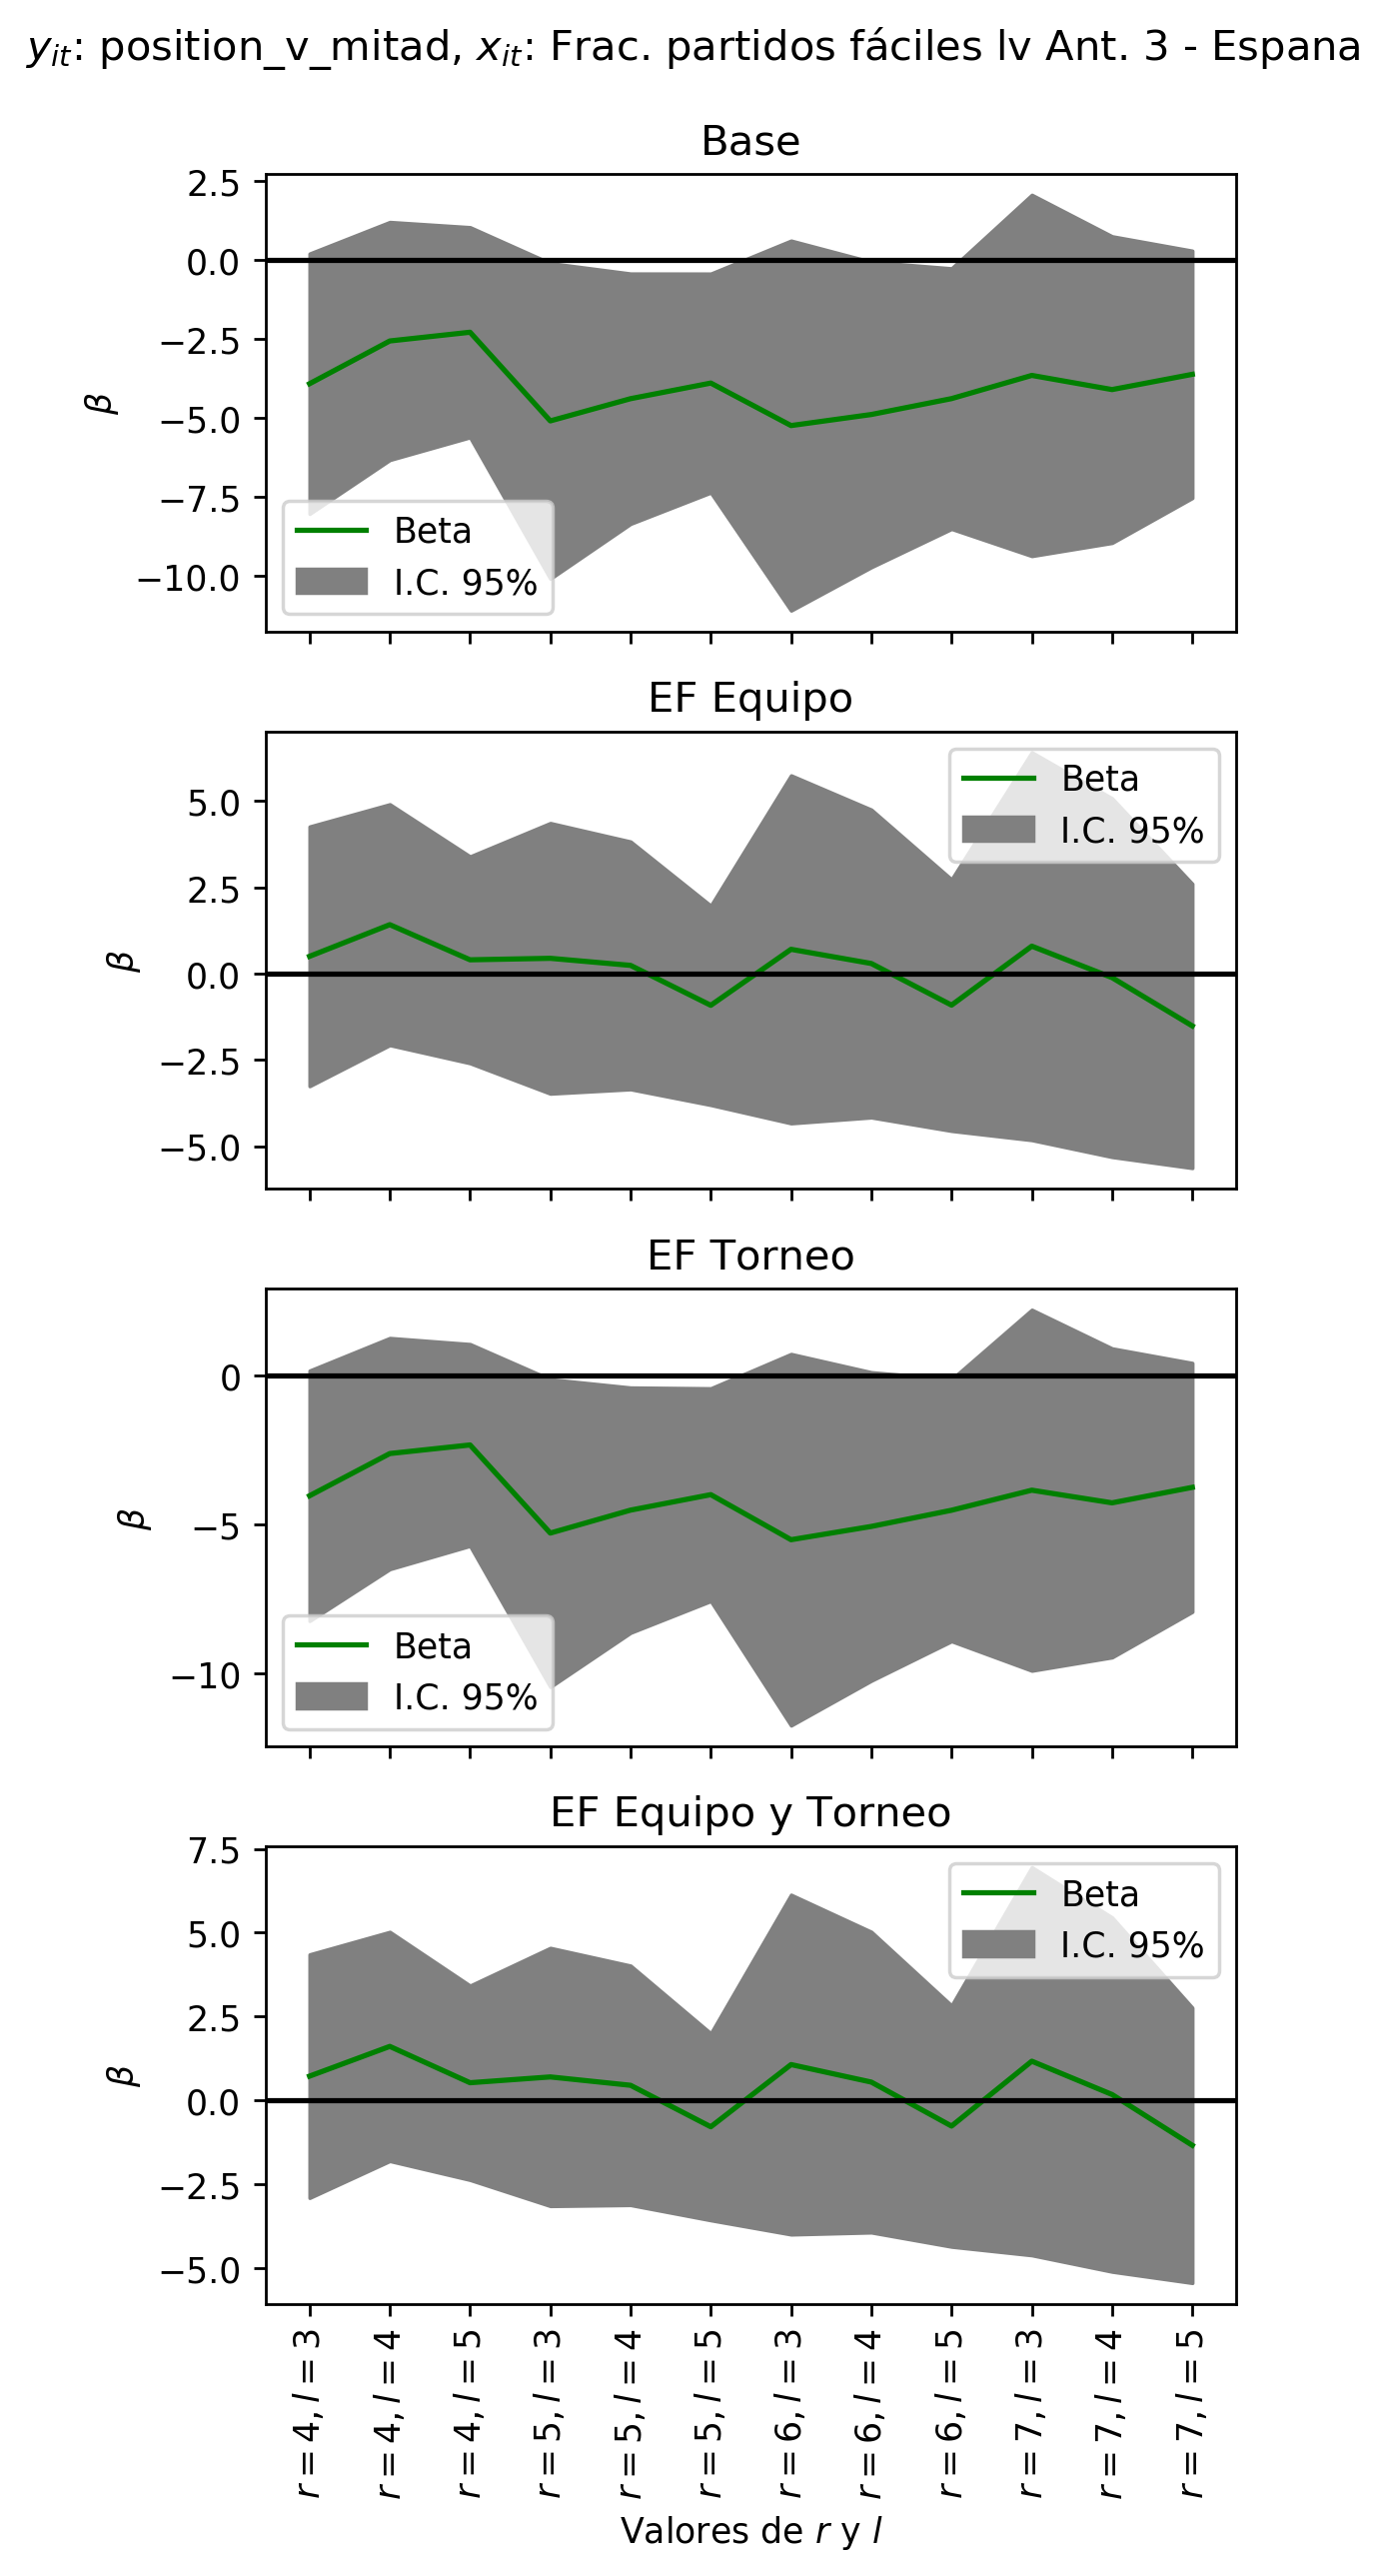 y_it: position_v_mitad, x_it: Frac. partidos fáciles lv Ant. 3 - Espana
Base
2.5
0.0
−2.5
−5.0
−7.5
−10.0
β
Beta
I.C. 95%
EF Equipo
5.0
2.5
0.0
−2.5
−5.0
β
Beta
I.C. 95%
EF Torneo
0
−5
−10
β
Beta
I.C. 95%
EF Equipo y Torneo
7.5
5.0
2.5
0.0
−2.5
−5.0
β
Beta
I.C. 95%
r = 4, l = 3
r = 4, l = 4
r = 4, l = 5
r = 5, l = 3
r = 5, l = 4
r = 5, l = 5
r = 6, l = 3
r = 6, l = 4
r = 6, l = 5
r = 7, l = 3
r = 7, l = 4
r = 7, l = 5
Valores de r y l